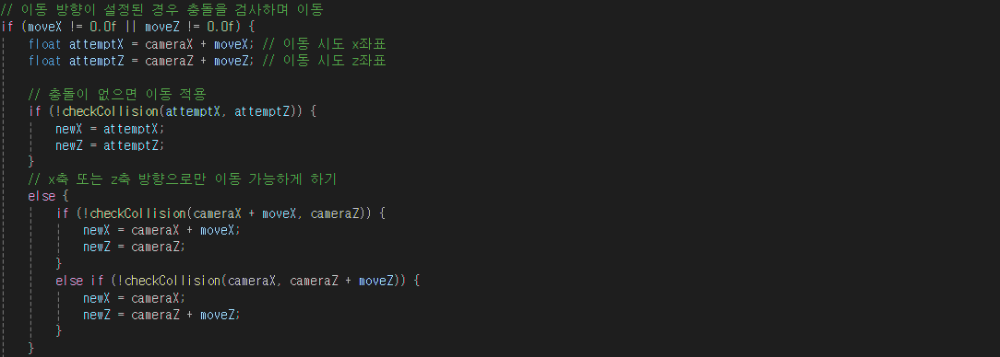 // 이동 방향이 설정된 경우 충돌을 검사하며 이동
if (moveX != 0.0f || moveZ != 0.0f) {
float attemptX = cameraX + moveX; // 이동 시도 x좌표
float attemptZ = cameraZ + moveZ; // 이동 시도 z좌표
// 충돌이 없으면 이동 적용
if (!checkCollision(attemptX, attemptZ)) {
newX = attemptX;
newZ = attemptZ;
}
// x축 또는 z축 방향으로만 이동 가능하게 하기
else {
if (!checkCollision(cameraX + moveX, cameraZ)) {
newX = cameraX + moveX;
newZ = cameraZ;
}
else if (!checkCollision(cameraX, cameraZ + moveZ)) {
newX = cameraX;
newZ = cameraZ + moveZ;
}
}